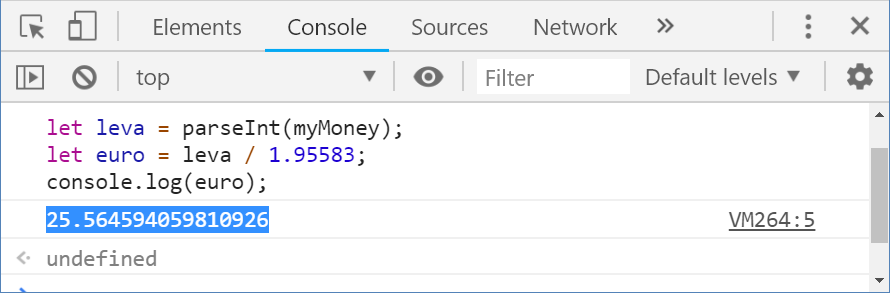 Elements Console Sources Network
top Filter Default levels
let leva = parseInt(myMoney);
let euro = leva / 1.95583;
console.log(euro);
25.564594059810926 VM264:5
undefined